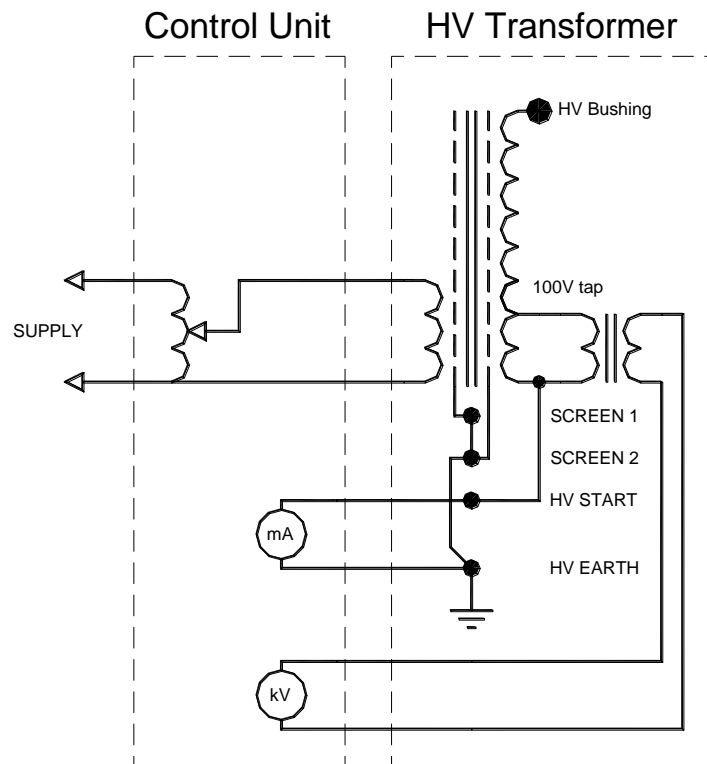 Control Unit
HV Transformer
HV Bushing
100V tap
SUPPLY
SCREEN 1
SCREEN 2
HV START
mA
HV EARTH
kV